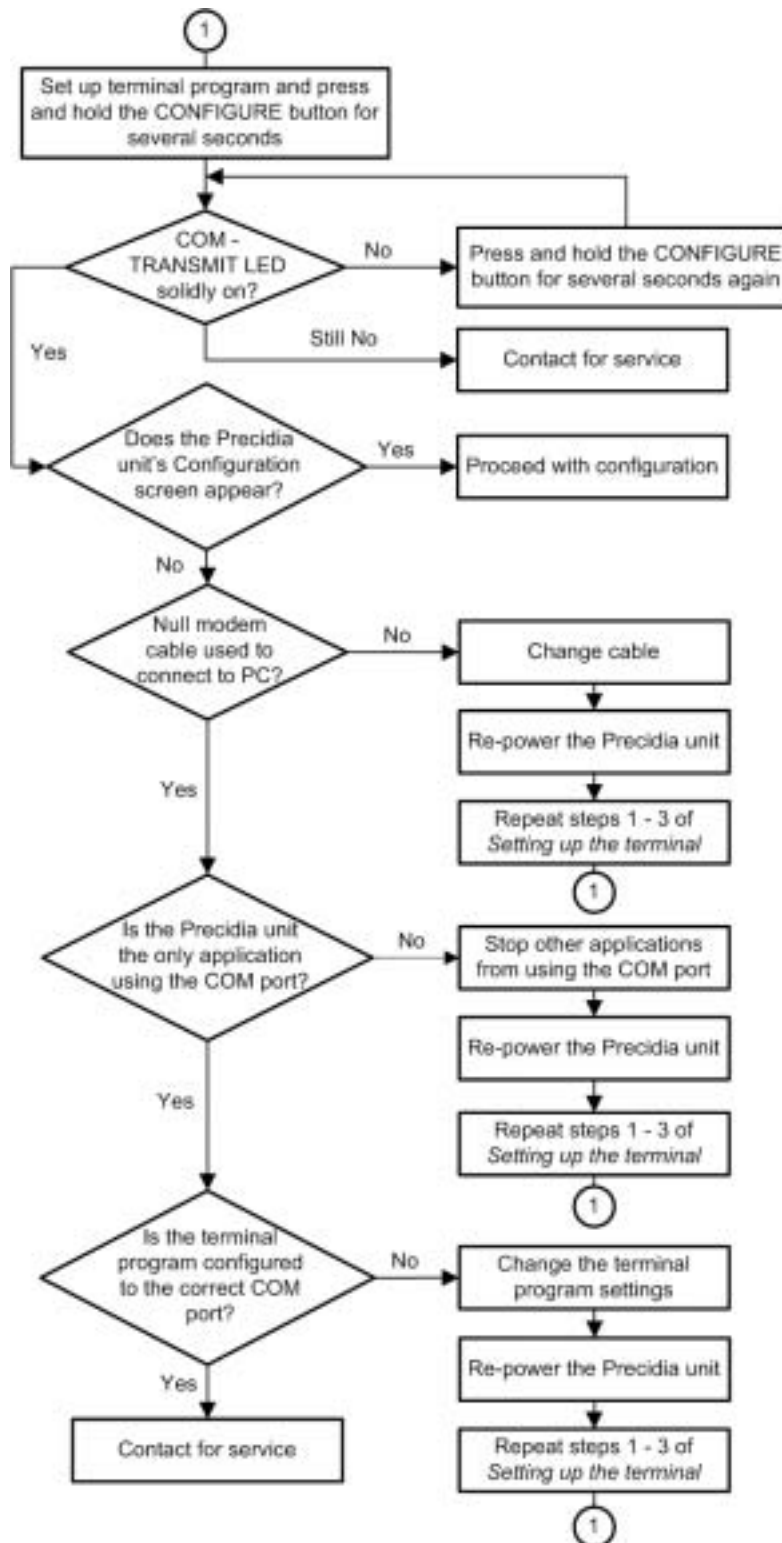 1
Set up terminal program and press
and hold the CONFIGURE button for
several seconds
COM -
TRANSMIT LED
solidly on?
No
Press and hold the CONFIGURE
button for several seconds again
Still No
Contact for service
Yes
Does the Precidia
unit's Configuration
screen appear?
Yes
Proceed with configuration
No
Null modem
cable used to
connect to PC?
No
Change cable
Re-power the Precidia unit
Repeat steps 1 - 3 of
Setting up the terminal
1
Yes
Is the Precidia unit
the only application
using the COM port?
No
Stop other applications
from using the COM port
Re-power the Precidia unit
Repeat steps 1 - 3 of
Setting up the terminal
1
Yes
Is the terminal
program configured
to the correct COM
port?
No
Change the terminal
program settings
Re-power the Precidia unit
Repeat steps 1 - 3 of
Setting up the terminal
1
Yes
Contact for service